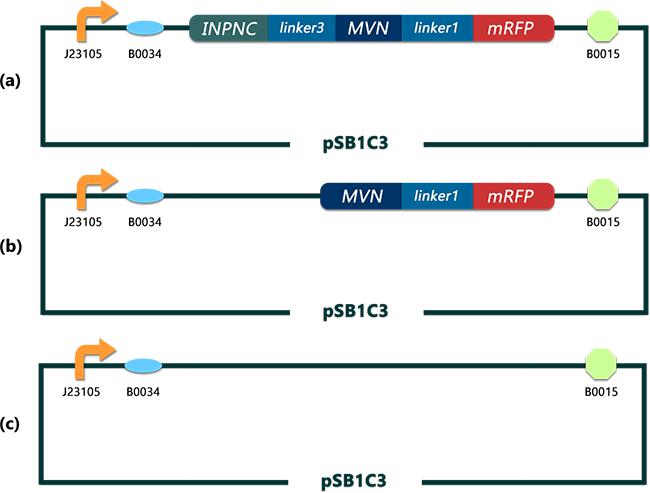 INPNC linker3 MVN linker1 mRFP
J23105 B0034 B0015
(a)
pSB1C3
MVN linker1 mRFP
J23105 B0034 B0015
(b)
pSB1C3
J23105 B0034 B0015
(c)
pSB1C3